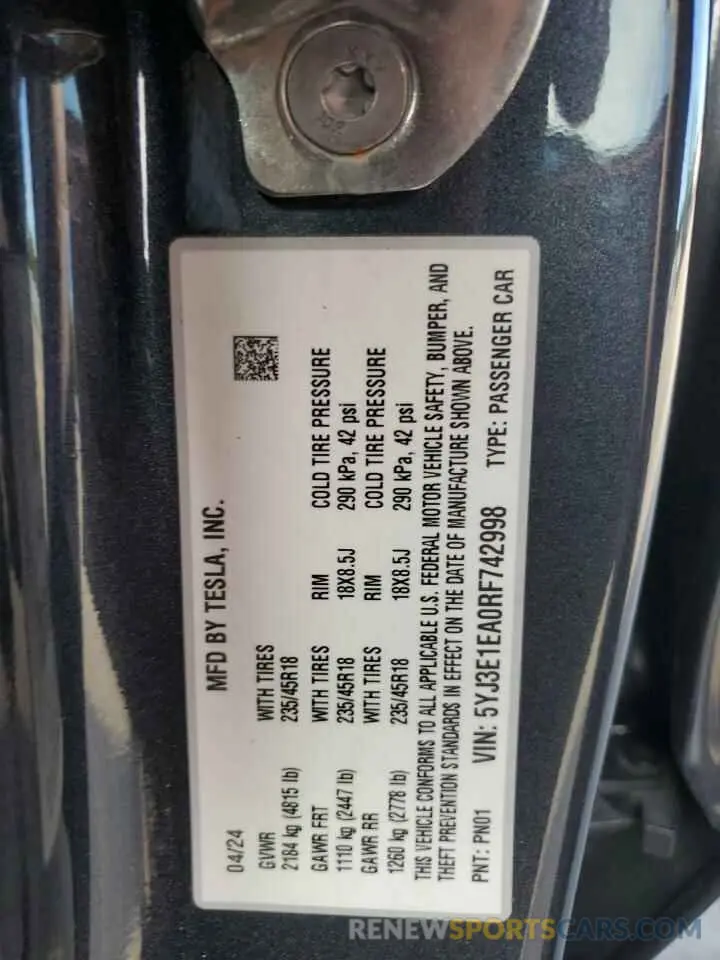 MFD BY TESLA, INC.
04/24
GVWR WITH TIRES
2184 kg (4815 lb) 235/45R18
GAWR FRT WITH TIRES RIM COLD TIRE PRESSURE
1110 kg (2447 lb) 235/45R18 18X8.5J 290 kPa, 42 psi
GAWR RR WITH TIRES RIM COLD TIRE PRESSURE
1260 kg (2778 lb) 235/45R18 18X8.5J 290 kPa, 42 psi
THIS VEHICLE CONFORMS TO ALL APPLICABLE U.S. FEDERAL MOTOR VEHICLE SAFETY, BUMPER, AND
THEFT PREVENTION STANDARDS IN EFFECT ON THE DATE OF MANUFACTURE SHOWN ABOVE.
PNT: PN01 VIN: 5YJ3E1EA0RF742998 TYPE: PASSENGER CAR
RENEWSPORTSCARS.COM